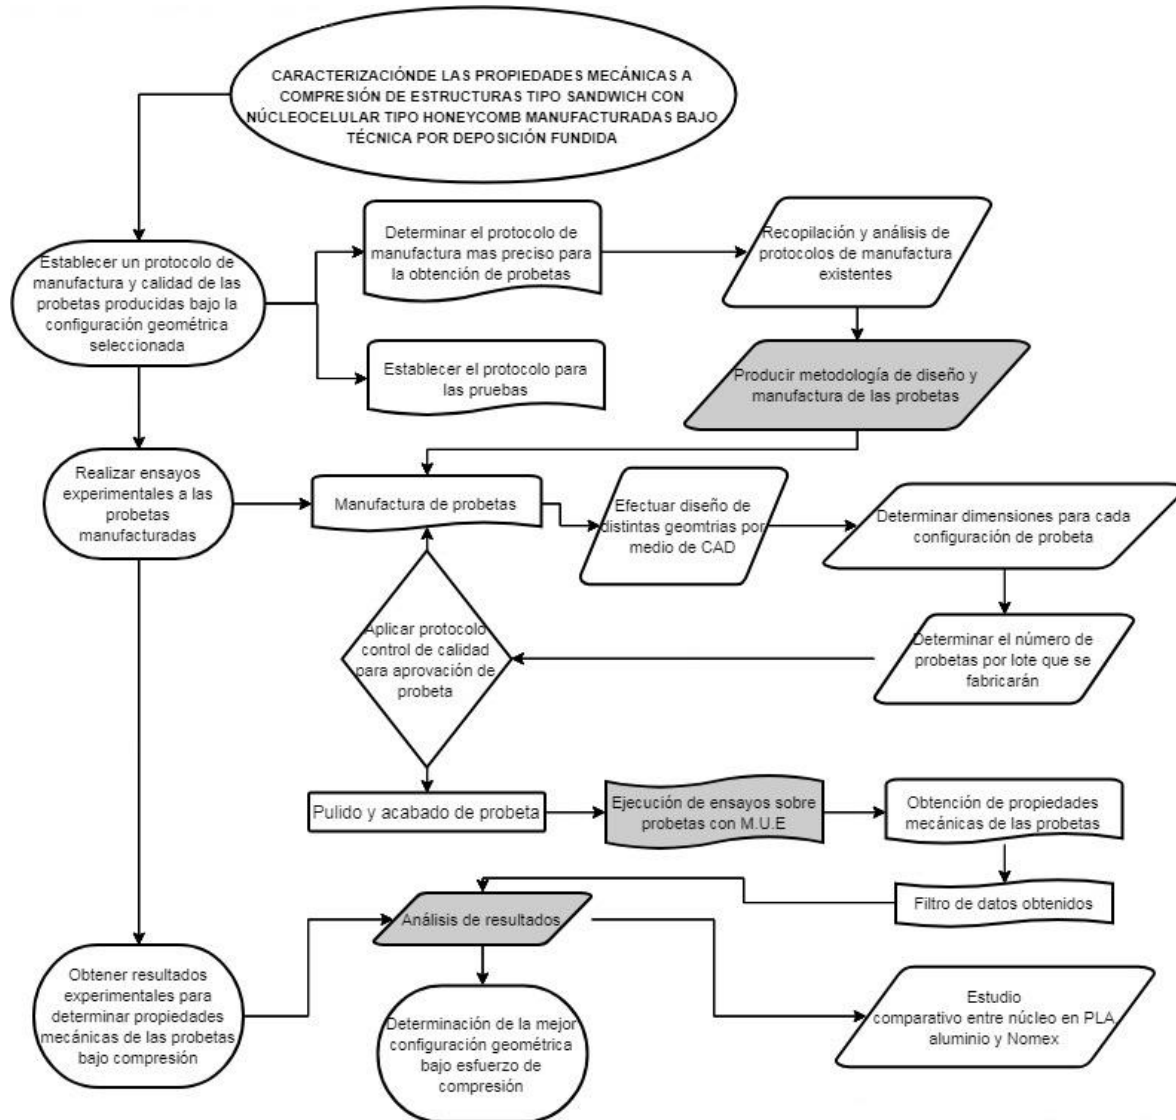 CARACTERIZACIÓNDE LAS PROPIEDADES MECÁNICAS A
COMPRESIÓN DE ESTRUCTURAS TIPO SANDWICH CON
NÚCLEOCELULAR TIPO HONEYCOMB MANUFACTURADAS BAJO
TÉCNICA POR DEPOSICIÓN FUNDIDA
Establecer un protocolo de
manufactura y calidad de las
probetas producidas bajo la
configuración geométrica
seleccionada
Determinar el protocolo de
manufactura mas preciso para
la obtención de probetas
Recopilación y análisis de
protocolos de manufactura
existentes
Establecer el protocolo para
las pruebas
Producir metodología de diseño y
manufactura de las probetas
Realizar ensayos
experimentales a las
probetas
manufacturadas
Manufactura de probetas
Efectuar diseño de
distintas geomtrias por
medio de CAD
Determinar dimensiones para cada
configuración de probeta
Aplicar protocolo
control de calidad
para aprovación de
probeta
Determinar el número de
probetas por lote que se
fabricarán
Pulido y acabado de probeta
Ejecución de ensayos sobre
probetas con M.U.E
Obtención de propiedades
mecánicas de las probetas
Filtro de datos obtenidos
Análisis de resultados
Obtener resultados
experimentales para
determinar propiedades
mecánicas de las probetas
bajo compresión
Determinación de la mejor
configuración geométrica
bajo esfuerzo de
compresión
Estudio
comparativo entre núcleo en PLA
aluminio y Nomex